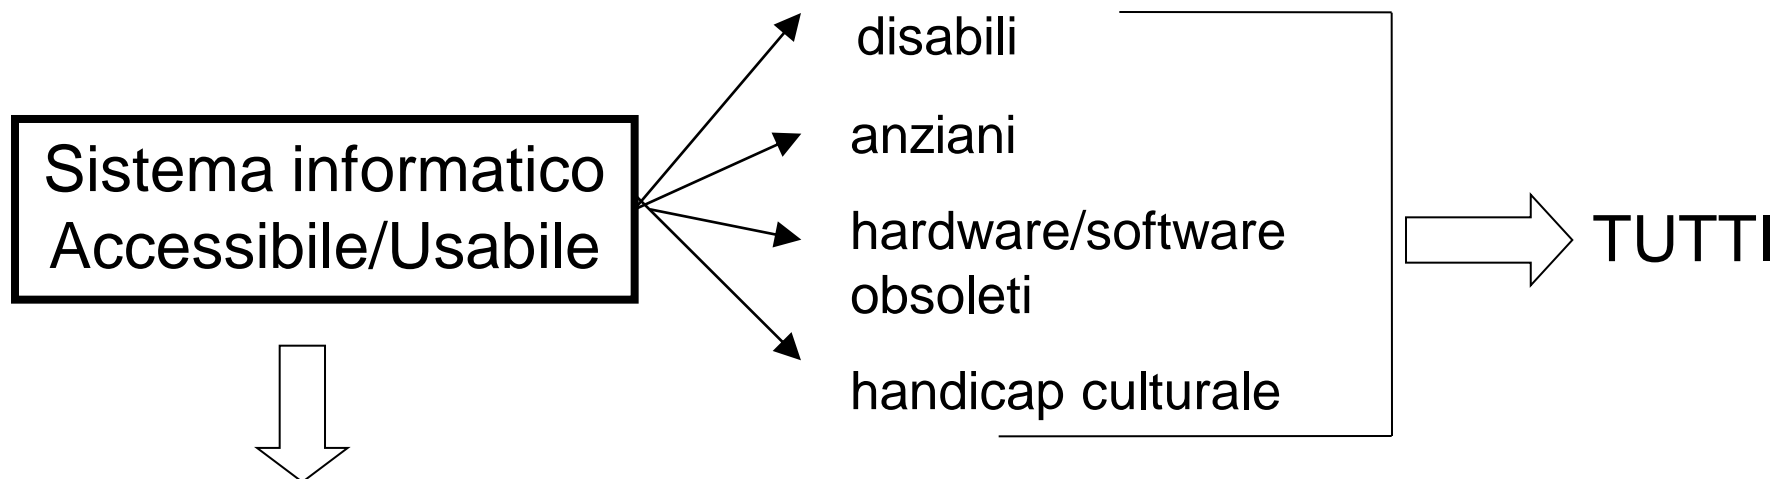 Sistema informatico
Accessibile/Usabile
disabili
anziani
hardware/software
obsoleti
handicap culturale
TUTTI